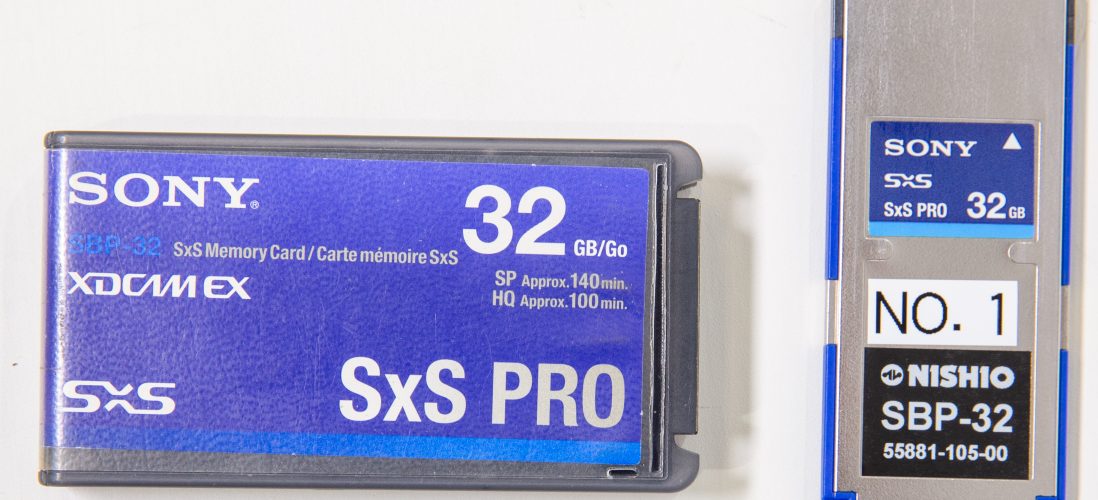 SONY®
32 GB/Go
SBP-32 SxS Memory Card / Carte mémoire SxS
XDCAM EX
SP Approx.140min.
HQ Approx.100min.
SxS
SxS PRO
SONY
SxS
SxS PRO 32GB
NO. 1
NISHIO
SBP-32
55881-105-00